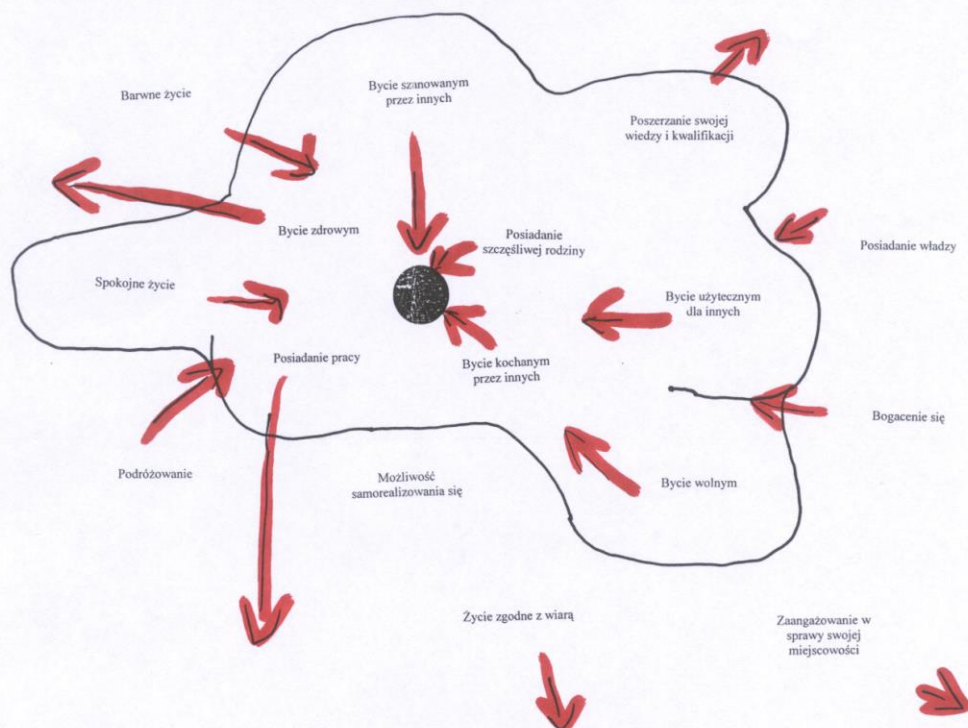 Barwne życie
Bycie szanowanym
przez innych
Poszerzanie swojej
wiedzy i kwalifikacji
Bycie zdrowym
Posiadanie
szczęśliwej rodziny
Posiadanie władzy
Spokojne życie
Bycie użytecznym
dla innych
Posiadanie pracy
Bycie kochanym
przez innych
Bogacenie się
Podróżowanie
Możliwość
samorealizowania się
Bycie wolnym
Życie zgodne z wiarą
Zaangażowanie w
sprawy swojej
miejscowości